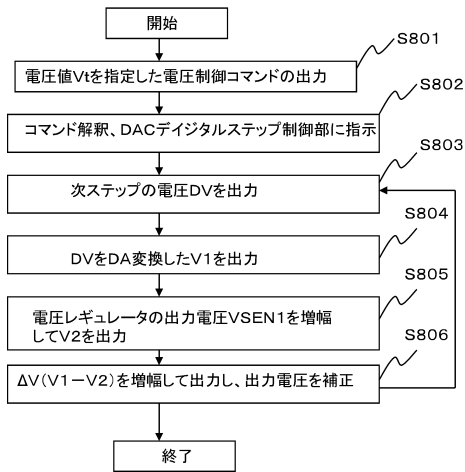 開始
S801
電圧値Vtを指定した電圧制御コマンドの出力
S802
コマンド解釈、DACデイジタルステップ制御部に指示
S803
次ステップの電圧DVを出力
S804
DVをDA変換したV1を出力
S805
電圧レギュレータの出力電圧VSEN1を増幅
してV2を出力
S806
ΔV(V1-V2)を増幅して出力し、出力電圧を補正
終了